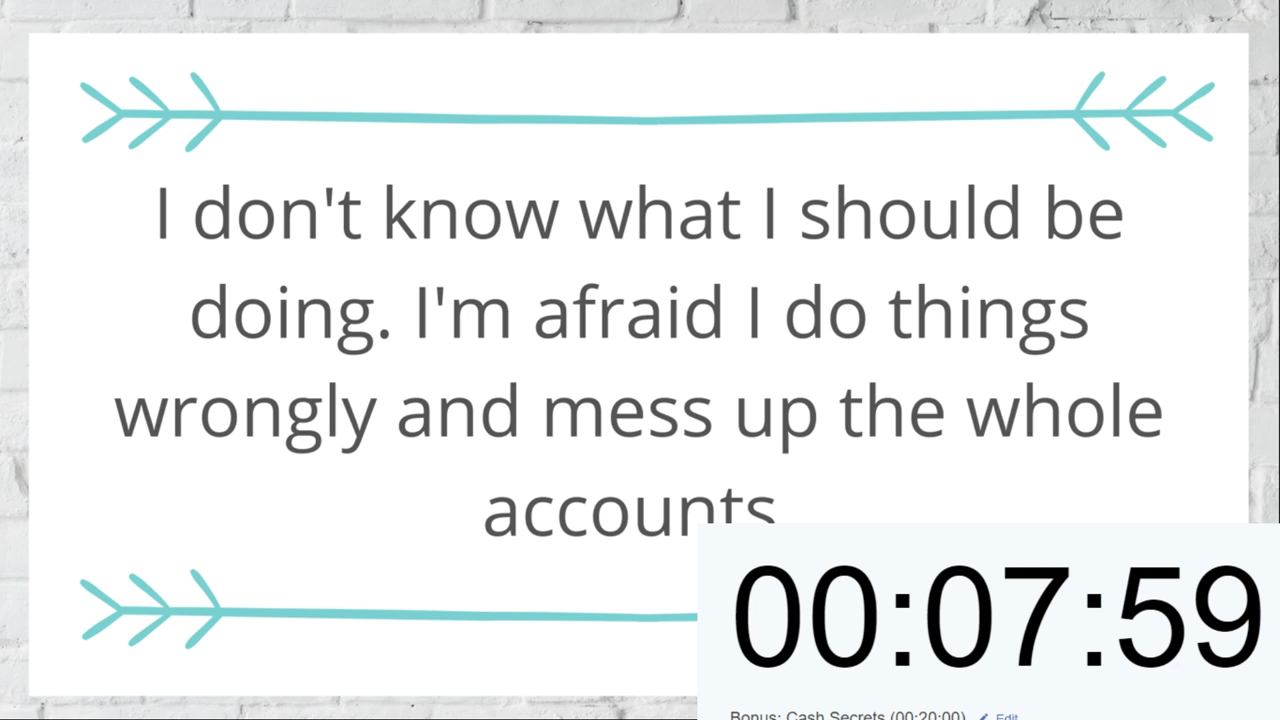 I don't know what I should be
doing. I'm afraid I do things
wrongly and mess up the whole
accounts
00:07:59
Bonus: Cash Secrets (00:20:00) Edit